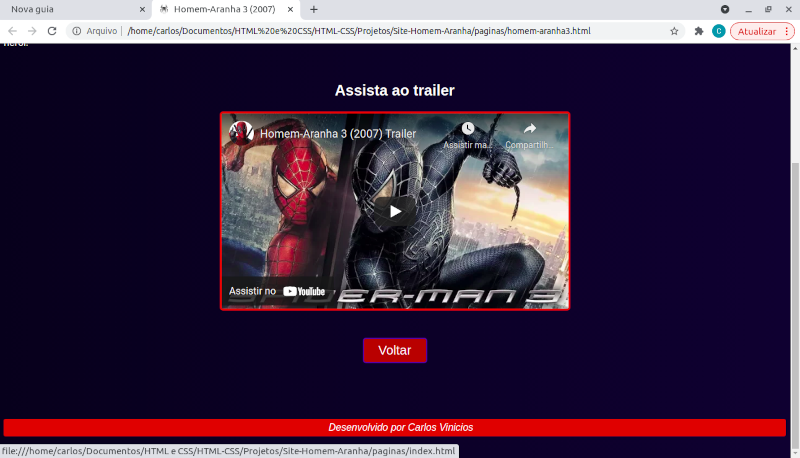 Nova guia
Homem-Aranha 3 (2007)
Arquivo
/home/carlos/Documentos/HTML%20e%20CSS/HTML-CSS/Projetos/Site-Homem-Aranha/paginas/homem-aranha3.html
C
Atualizar
herói.
Assista ao trailer
Homem-Aranha 3 (2007) Trailer
Assistir ma...
Compartilh...
Assistir no YouTube
SPIDER-MAN 3
Voltar
Desenvolvido por Carlos Vinicios
file:///home/carlos/Documentos/HTML e CSS/HTML-CSS/Projetos/Site-Homem-Aranha/paginas/index.html